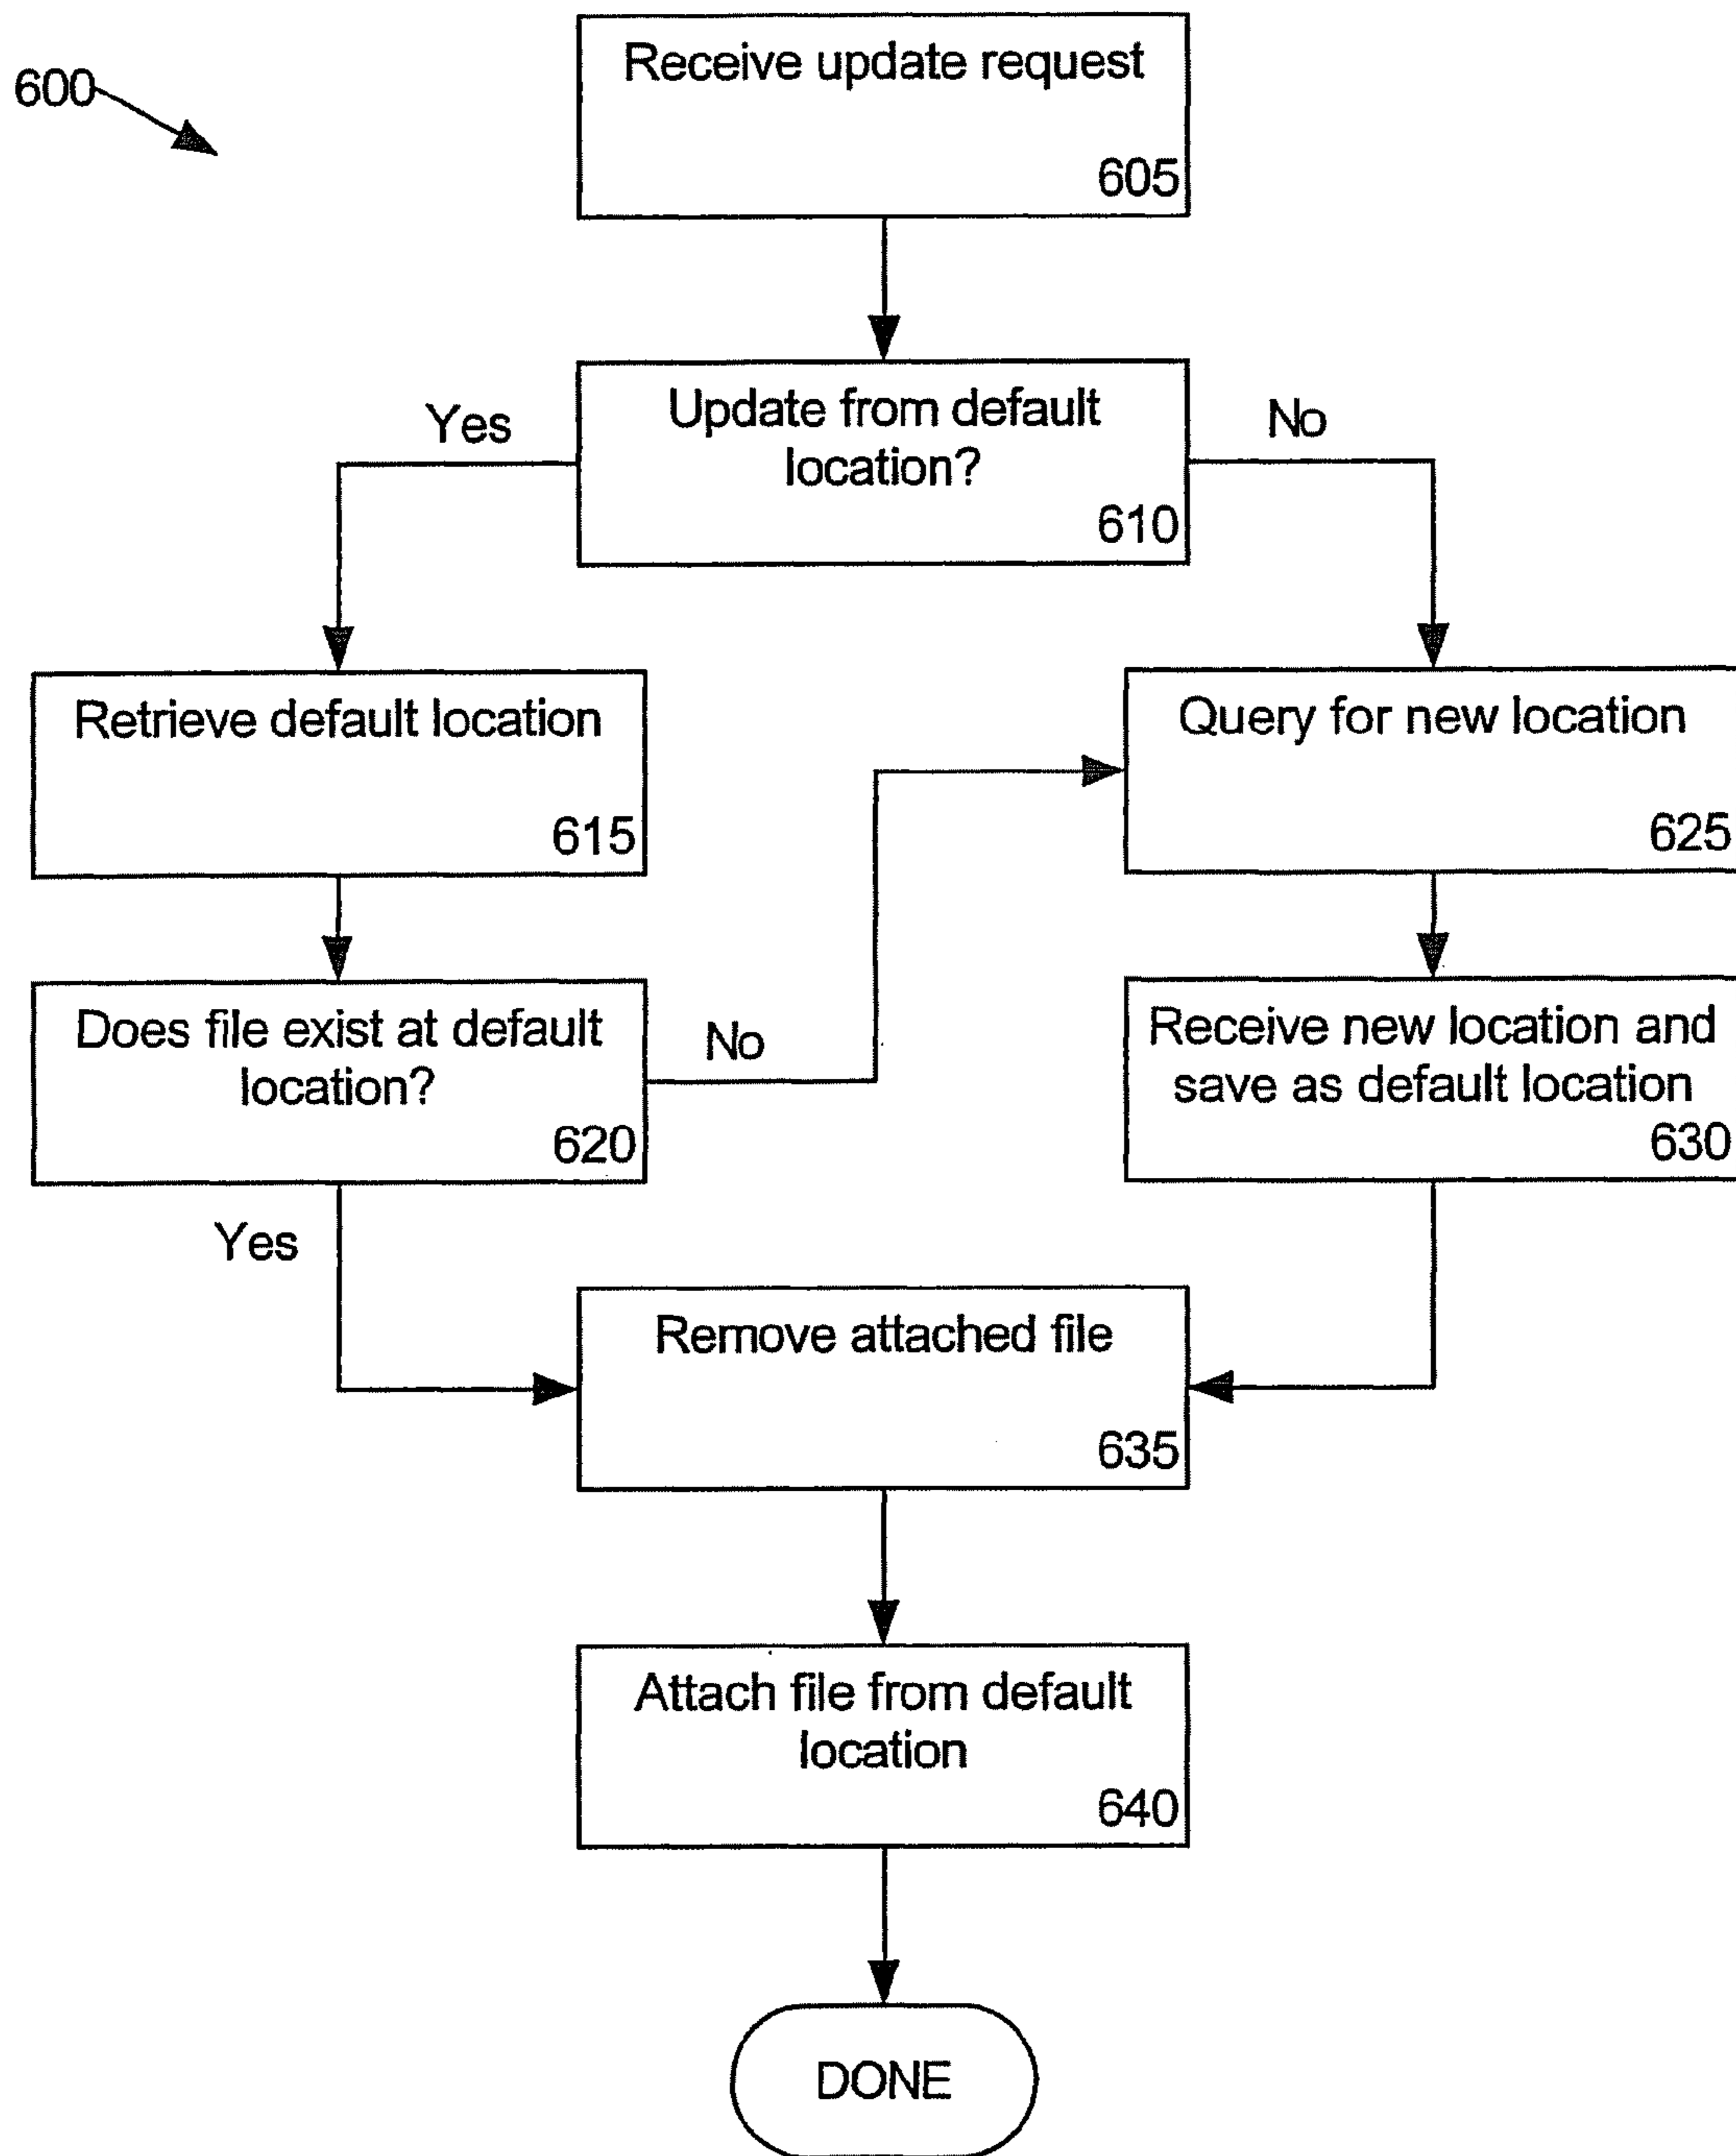 600
Receive update request
605
Update from default
location?
610
Yes
No
Retrieve default location
615
Query for new location
625
Does file exist at default
location?
620
No
Receive new location and
save as default location
630
Yes
Remove attached file
635
Attach file from default
location
640
DONE